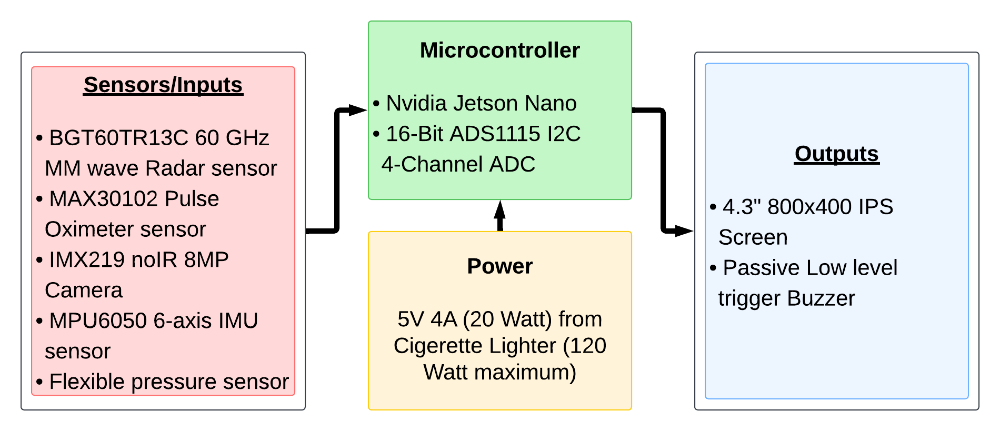 Sensors/Inputs
• BGT60TR13C 60 GHz
MM wave Radar sensor
• MAX30102 Pulse
Oximeter sensor
• IMX219 noIR 8MP
Camera
• MPU6050 6-axis IMU
sensor
• Flexible pressure sensor
Microcontroller
• Nvidia Jetson Nano
• 16-Bit ADS1115 I2C
4-Channel ADC
Power
5V 4A (20 Watt) from
Cigerette Lighter (120
Watt maximum)
Outputs
• 4.3" 800x400 IPS
Screen
• Passive Low level
trigger Buzzer